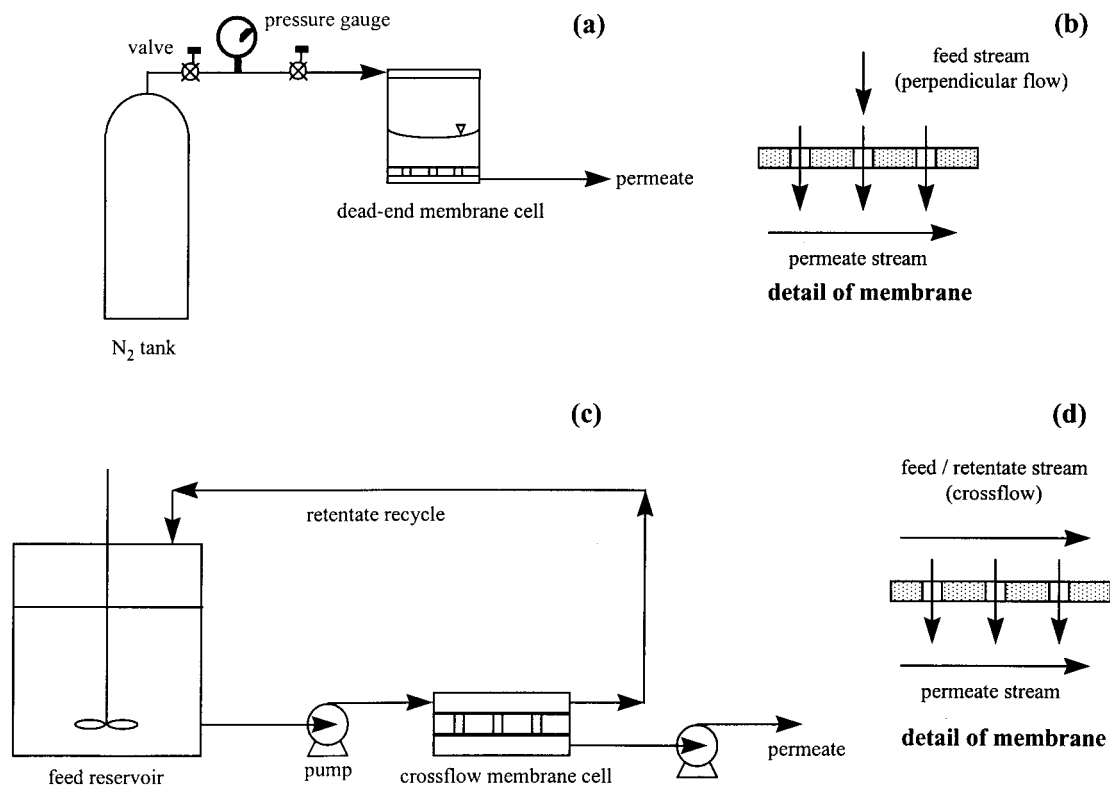 (a)
pressure gauge
valve
permeate
dead-end membrane cell
N2 tank
(b)
feed stream
(perpendicular flow)
permeate stream
detail of membrane
(c)
retentate recycle
feed reservoir
pump
crossflow membrane cell
permeate
(d)
feed / retentate stream
(crossflow)
permeate stream
detail of membrane